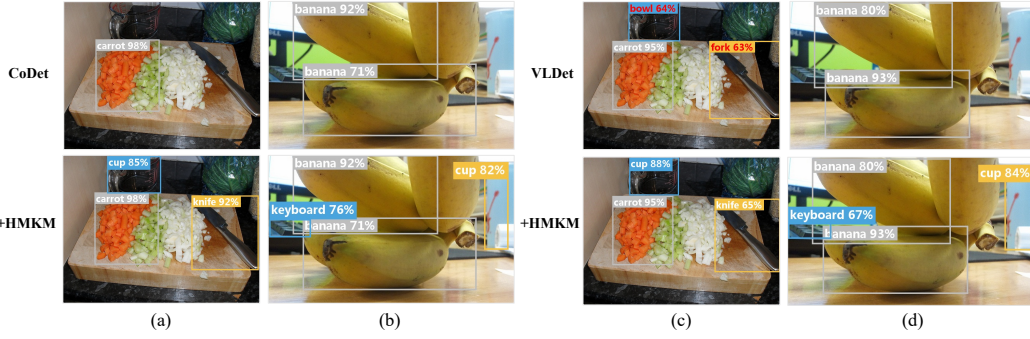 CoDet
carrot 98%
banana 92%
banana 71%
VLDet
bowl 64%
carrot 95%
fork 63%
banana 80%
banana 93%
+HMKM
cup 85%
carrot 98%
knife 92%
banana 92%
cup 82%
keyboard 76%
banana 71%
+HMKM
cup 88%
carrot 95%
knife 65%
banana 80%
cup 84%
keyboard 67%
banana 93%
(a)
(b)
(c)
(d)